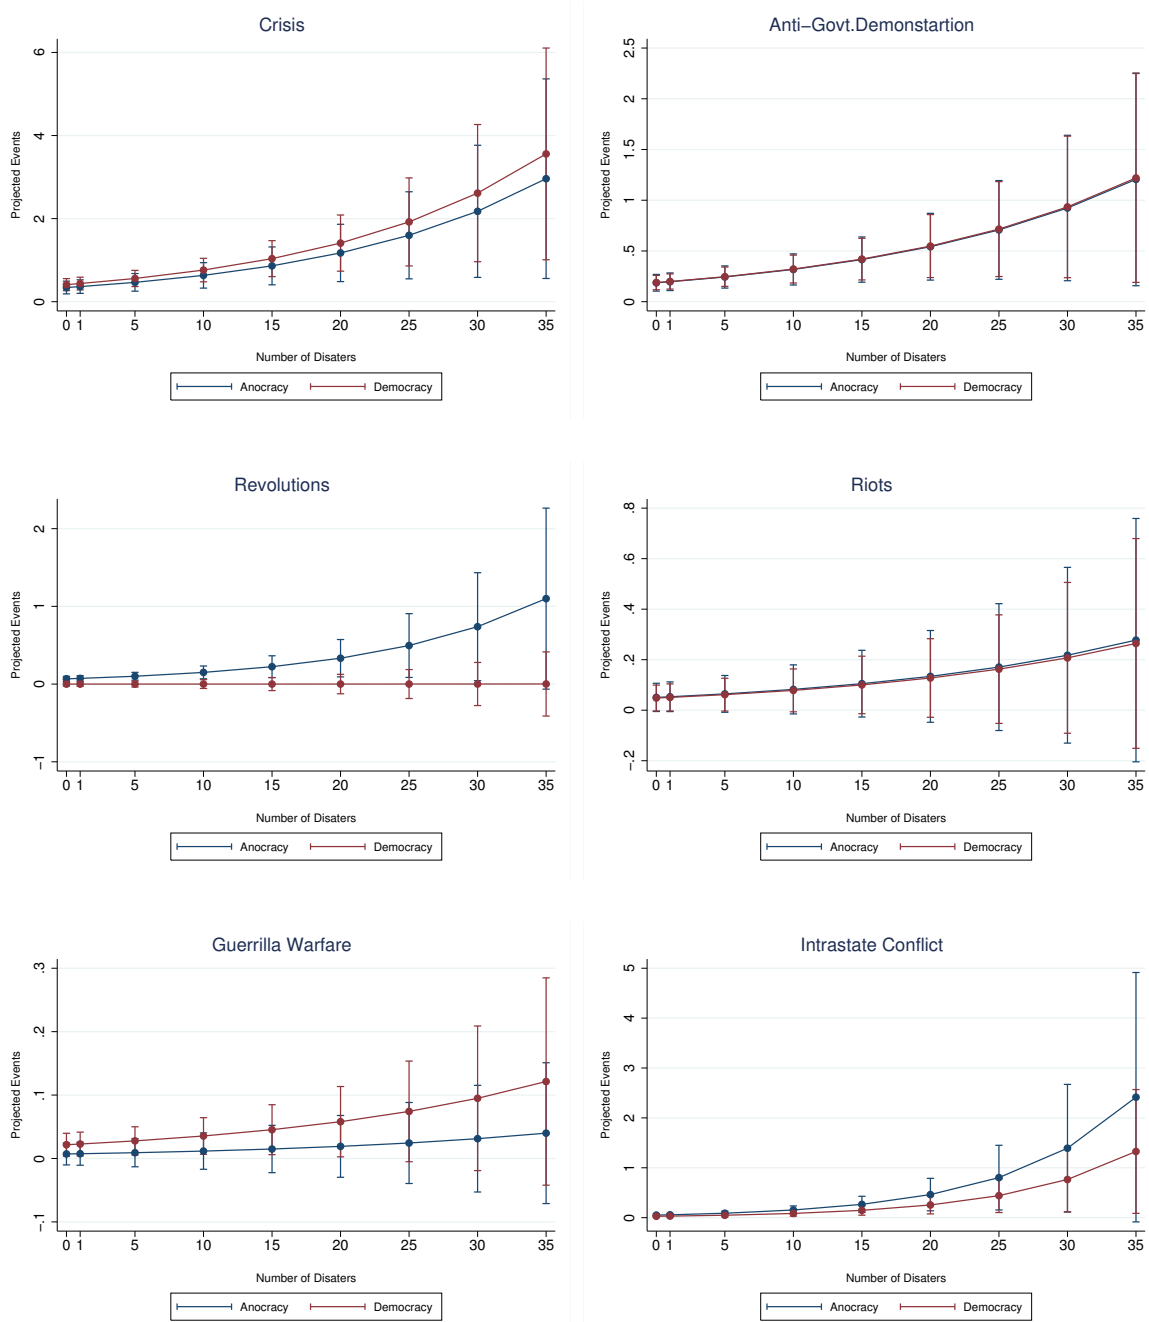 Crisis
Projected Events
6
4
2
0
0 1 5 10 15 20 25 30 35
Number of Disaters
Anocracy Democracy
Anti–Govt.Demonstartion
Projected Events
2.5
2
1.5
1
.5
0
0 1 5 10 15 20 25 30 35
Number of Disaters
Anocracy Democracy
Revolutions
Projected Events
2
1
0
–1
0 1 5 10 15 20 25 30 35
Number of Disaters
Anocracy Democracy
Riots
Projected Events
.8
.6
.4
.2
0
–.2
0 1 5 10 15 20 25 30 35
Number of Disaters
Anocracy Democracy
Guerrilla Warfare
Projected Events
.3
.2
.1
0
–.1
0 1 5 10 15 20 25 30 35
Number of Disaters
Anocracy Democracy
Intrastate Conflict
Projected Events
5
4
3
2
1
0
0 1 5 10 15 20 25 30 35
Number of Disaters
Anocracy Democracy